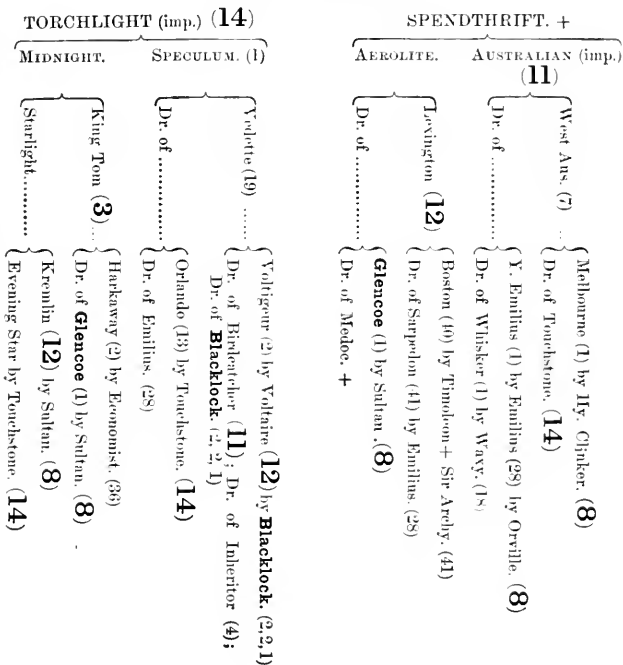 TORCHLIGHT (imp.) (14)
MIDNIGHT.
SPECULUM. (1)
King Tom (3) ...
Starlight..........
Vedette (19) ......
Dr. of ...............
Harkaway (2) by Economist. (36)
Dr. of Glencoe (1) by Sultan. (8)
Kremlin (12) by Sultan. (8)
Evening Star by Touchstone. (14)
Voltigeur (2) by Voltaire (12) by Blacklock. (2,2,1)
Dr. of Birdcatcher (11); Dr. of Inheritor (4);
Dr. of Blacklock. (2, 2, 1)
Orlando (13) by Touchstone. (14)
Dr. of Emilius. (28)
SPENDTHRIFT. +
AEROLITE.
AUSTRALIAN (imp.)
(11)
Lexington (12)
Dr. of ...............
West Aus. (7) ...
Dr. of ...............
Boston (40) by Timoleon + Sir Archy. (41)
Dr. of Sarpedon (41) by Emilius. (28)
Glencoe (1) by Sultan .(8)
Dr. of Medoc. +
Melbourne (1) by Hy. Clinker. (8)
Dr. of Touchstone. (14)
Y. Emilius (1) by Emilius (28) by Orville. (8)
Dr. of Whisker (1) by Waxy. (18)